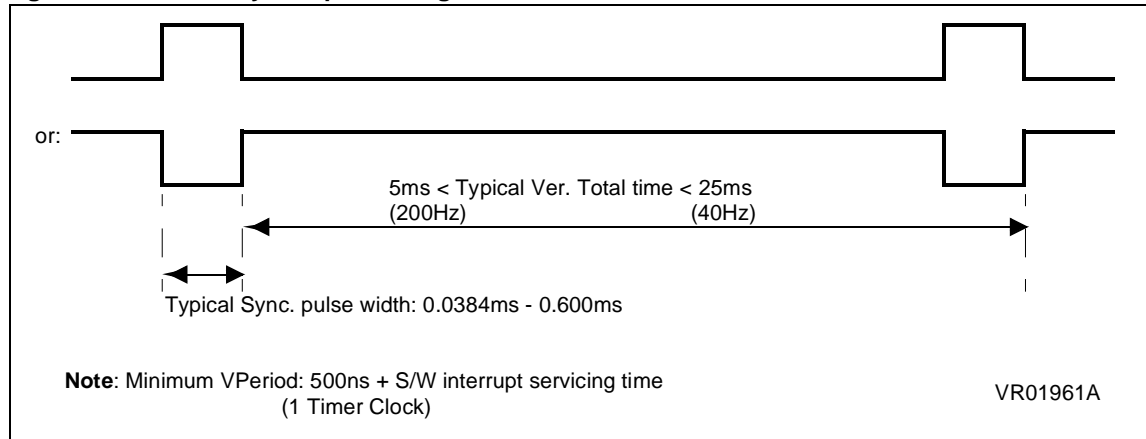 or:
5ms < Typical Ver. Total time < 25ms
(200Hz) (40Hz)
Typical Sync. pulse width: 0.0384ms - 0.600ms
Note: Minimum VPeriod: 500ns + S/W interrupt servicing time
(1 Timer Clock)
VR01961A